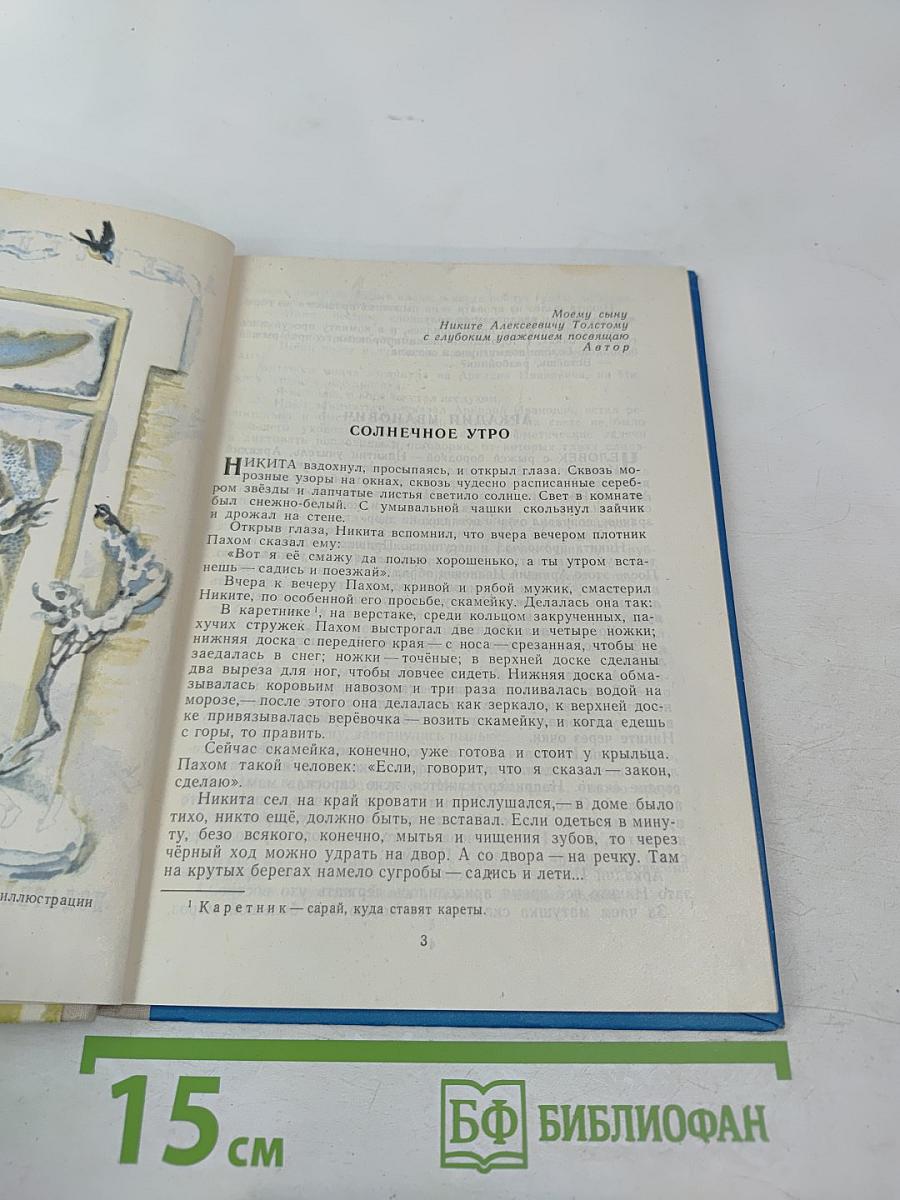 иллюстрации
Моему сыну
Никите Алексеевичу Толстому
с глубоким уважением посвящаю
Автор
СОЛНЕЧНОЕ УТРО
НИКИТА вздохнул, просыпаясь, и открыл глаза. Сквозь мо-
розные узоры на окнах, сквозь чудесно расписанные сереб-
ром звёзды и лапчатые листья светило солнце. Свет в комнате
был снежно-белый. С умывальной чашки скользнул зайчик
и дрожал на стене.
Открыв глаза, Никита вспомнил, что вчера вечером плотник
Пахом сказал ему:
«Вот я её смажу да полью хорошенько, а ты утром вста-
нешь — садись и поезжай».
Вчера к вечеру Пахом, кривой и рябой мужик, смастерил
Никите, по особенной его просьбе, скамейку. Делалась она так:
В каретнике¹, на верстаке, среди кольцом закрученных, па-
хучих стружек Пахом выстрогал две доски и четыре ножки;
нижняя доска с переднего края — с носа — срезанная, чтобы не
заедалась в снег; ножки — точёные; в верхней доске сделаны
два выреза для ног, чтобы ловчее сидеть. Нижняя доска обма-
зывалась коровьим навозом и три раза поливалась водой на
морозе,— после этого она делалась как зеркало, к верхней дос-
ке привязывалась верёвочка — возить скамейку, и когда едешь
с горы, то править.
Сейчас скамейка, конечно, уже готова и стоит у крыльца.
Пахом такой человек: «Если, говорит, что я сказал — закон,
сделаю».
Никита сел на край кровати и прислушался,— в доме было
тихо, никто ещё, должно быть, не вставал. Если одеться в мину-
ту, безо всякого, конечно, мытья и чищения зубов, то через
чёрный ход можно удрать на двор. А со двора — на речку. Там
на крутых берегах намело сугробы — садись и лети...
¹ Каретник — сарай, куда ставят кареты.
3
15 см
БФ БИБЛИОФАН